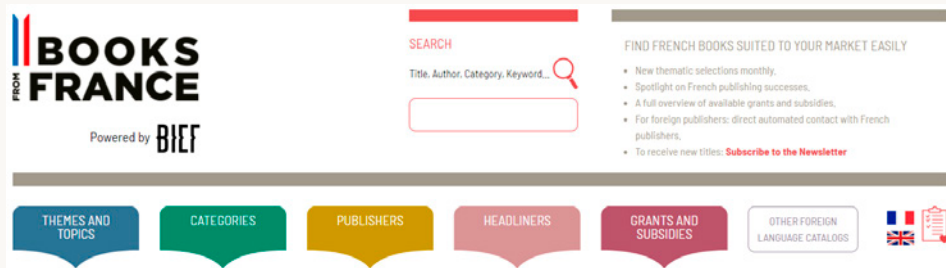 BOOKS
FROM
FRANCE
Powered by BIEF
SEARCH
Title, Author, Category, Keyword...
FIND FRENCH BOOKS SUITED TO YOUR MARKET EASILY
New thematic selections monthly,
Spotlight on French publishing successes,
A full overview of available grants and subsidies,
For foreign publishers: direct automated contact with French
publishers,
To receive new titles: Subscribe to the Newsletter
THEMES AND
TOPICS
CATEGORIES
PUBLISHERS
HEADLINERS
GRANTS AND
SUBSIDIES
OTHER FOREIGN
LANGUAGE CATALOGS